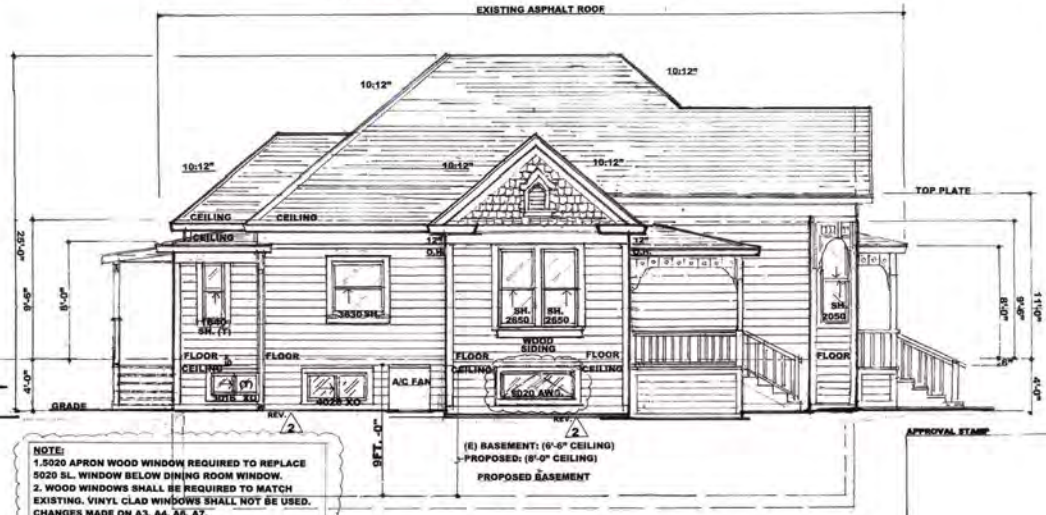 EXISTING ASPHALT ROOF
10:12"
10:12"
10:12"
10:12"
10:12"
TOP PLATE
CEILING
CEILING
CEILING
12"
O.H.
12"
O.H.
25'-0"
9'-6"
9'-0"
4'-0"
8'-0"
9'-6"
11'-0"
4'-0"
SH. (T)
3630 SH.
SH.
2650
SH.
2650
SH.
2050
WOOD
SIDING
FLOOR
CEILING
FLOOR
FLOOR
CEILING
FLOOR
CEILING
FLOOR
(T)
4020 XO
A/C FAN
5020 AWG.
GRADE
REV.
2
REV.
2
(E) BASEMENT: (6'-6" CEILING)
PROPOSED: (8'-0" CEILING)
PROPOSED BASEMENT
APPROVAL STAMP
NOTE:
1.5020 APRON WOOD WINDOW REQUIRED TO REPLACE
5020 SL. WINDOW BELOW DINING ROOM WINDOW.
2. WOOD WINDOWS SHALL BE REQUIRED TO MATCH
EXISTING. VINYL CLAD WINDOWS SHALL NOT BE USED.
CHANGES MADE ON A3, A4, A6, A7.